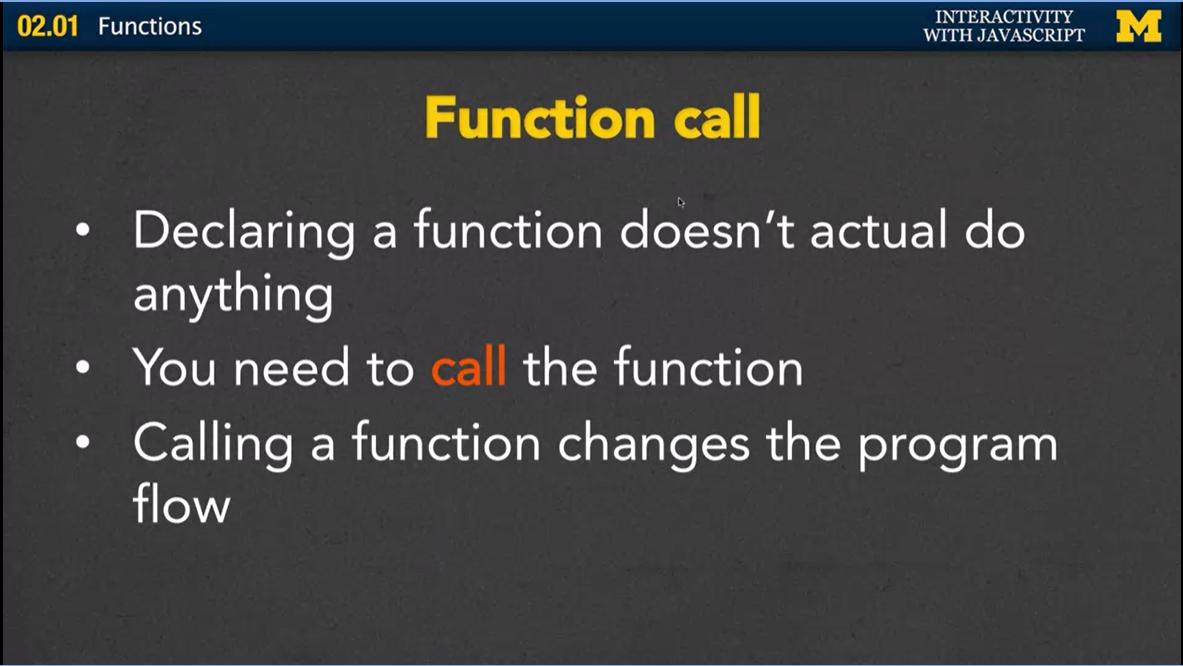 02.01 Functions
INTERACTIVITY
WITH JAVASCRIPT
M
Function call
• Declaring a function doesn’t actual do
anything
• You need to call the function
• Calling a function changes the program
flow